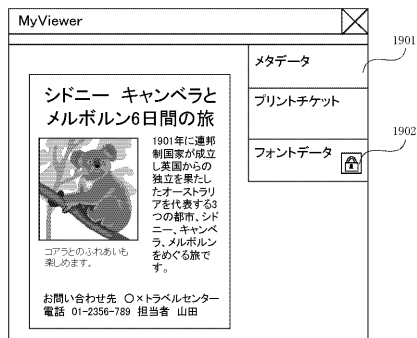 MyViewer
1901
メタデータ
プリントチケット
1902
フォントデータ
シドニー キャンベラと
メルボルン6日間の旅
1901年に連邦
制国家が成立
し英国からの
独立を果たし
たオーストラリ
アを代表する3
つの都市、シド
ニー、キャンベ
ラ、メルボルン
をめぐる旅で
す。
コアラとのふれあいも
楽しめます。
お問い合わせ先 〇×トラベルセンター
電話 01-2356-789 担当者 山田